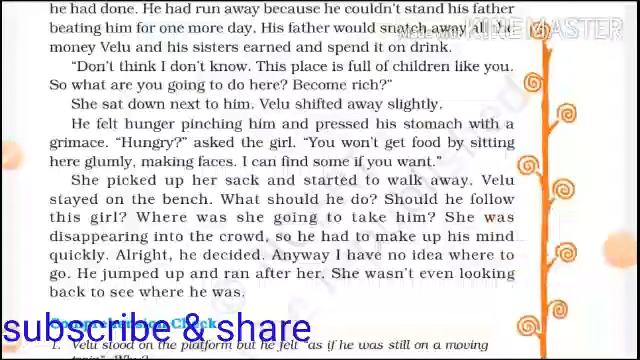 he had done. He had run away because he couldn't stand his father
beating him for one more day. His father would snatch away all the
money Velu and his sisters earned and spend it on drink.
"Don't think I don't know. This place is full of children like you.
So what are you going to do here? Become rich?"
She sat down next to him. Velu shifted away slightly.
He felt hunger pinching him and pressed his stomach with a
grimace. "Hungry?" asked the girl. "You won't get food by sitting
here glumly, making faces. I can find some if you want."
She picked up her sack and started to walk away. Velu
stayed on the bench. What should he do? Should he follow
this girl? Where was she going to take him? She was
disappearing into the crowd, so he had to make up his mind
quickly. Alright, he decided. Anyway I have no idea where to
go. He jumped up and ran after her. She wasn't even looking
back to see where he was.
Comprehension Check
subscribe & share
1. Velu stood on the platform but he felt "as if he was still on a moving
train". Why?
KINEMASTER